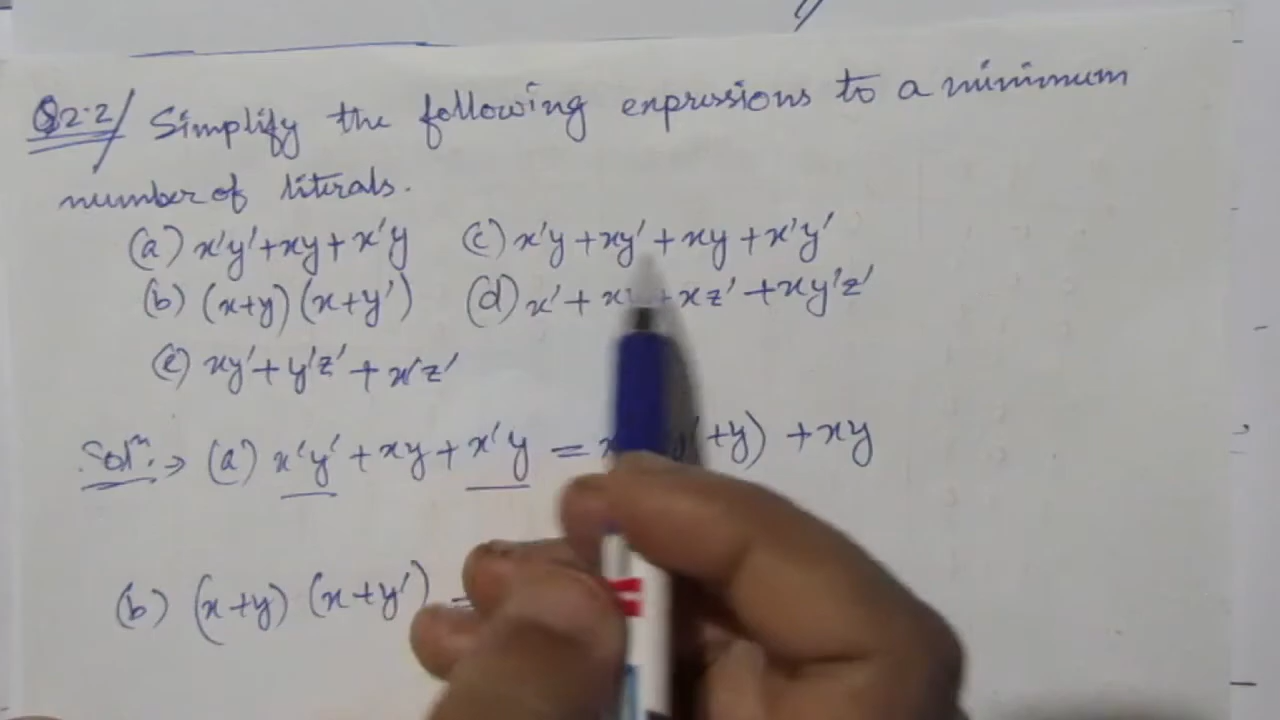 Q2.2/ Simplify the following expressions to a minimum
number of literals.
(a) x'y'+xy+x'y (c) x'y+xy'+xy+x'y'
(b) (x+y)(x+y') (d) x'+ xz'+xy'z'
(e) xy'+y'z'+x'z'
Solⁿ:→ (a) x'y'+xy+x'y = +y)+xy
(b) (x+y)(x+y')